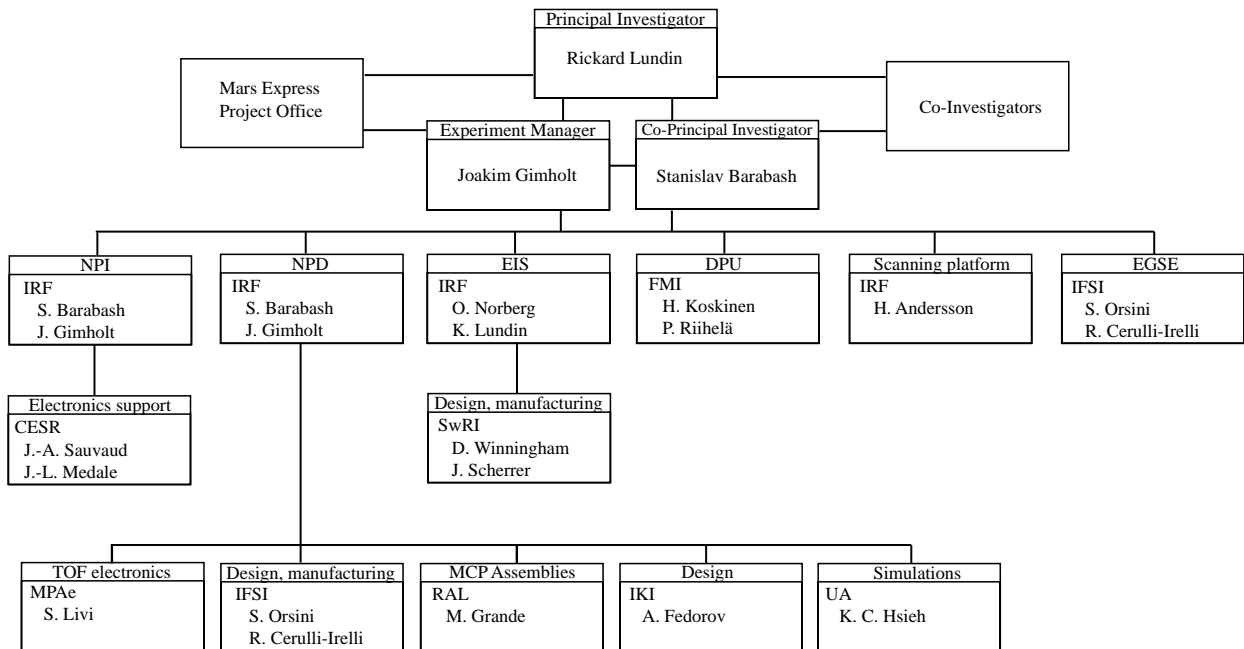 Principal Investigator
Rickard Lundin
Mars Express
Project Office
Co-Investigators
Experiment Manager
Joakim Gimholt
Co-Principal Investigator
Stanislav Barabash
NPI
IRF
S. Barabash
J. Gimholt
NPD
IRF
S. Barabash
J. Gimholt
EIS
IRF
O. Norberg
K. Lundin
DPU
FMI
H. Koskinen
P. Riihelä
Scanning platform
IRF
H. Andersson
EGSE
IFSI
S. Orsini
R. Cerulli-Irelli
Electronics support
CESR
J.-A. Sauvaud
J.-L. Medale
Design, manufacturing
SwRI
D. Winningham
J. Scherrer
TOF electronics
MPAe
S. Livi
Design, manufacturing
IFSI
S. Orsini
R. Cerulli-Irelli
MCP Assemblies
RAL
M. Grande
Design
IKI
A. Fedorov
Simulations
UA
K. C. Hsieh